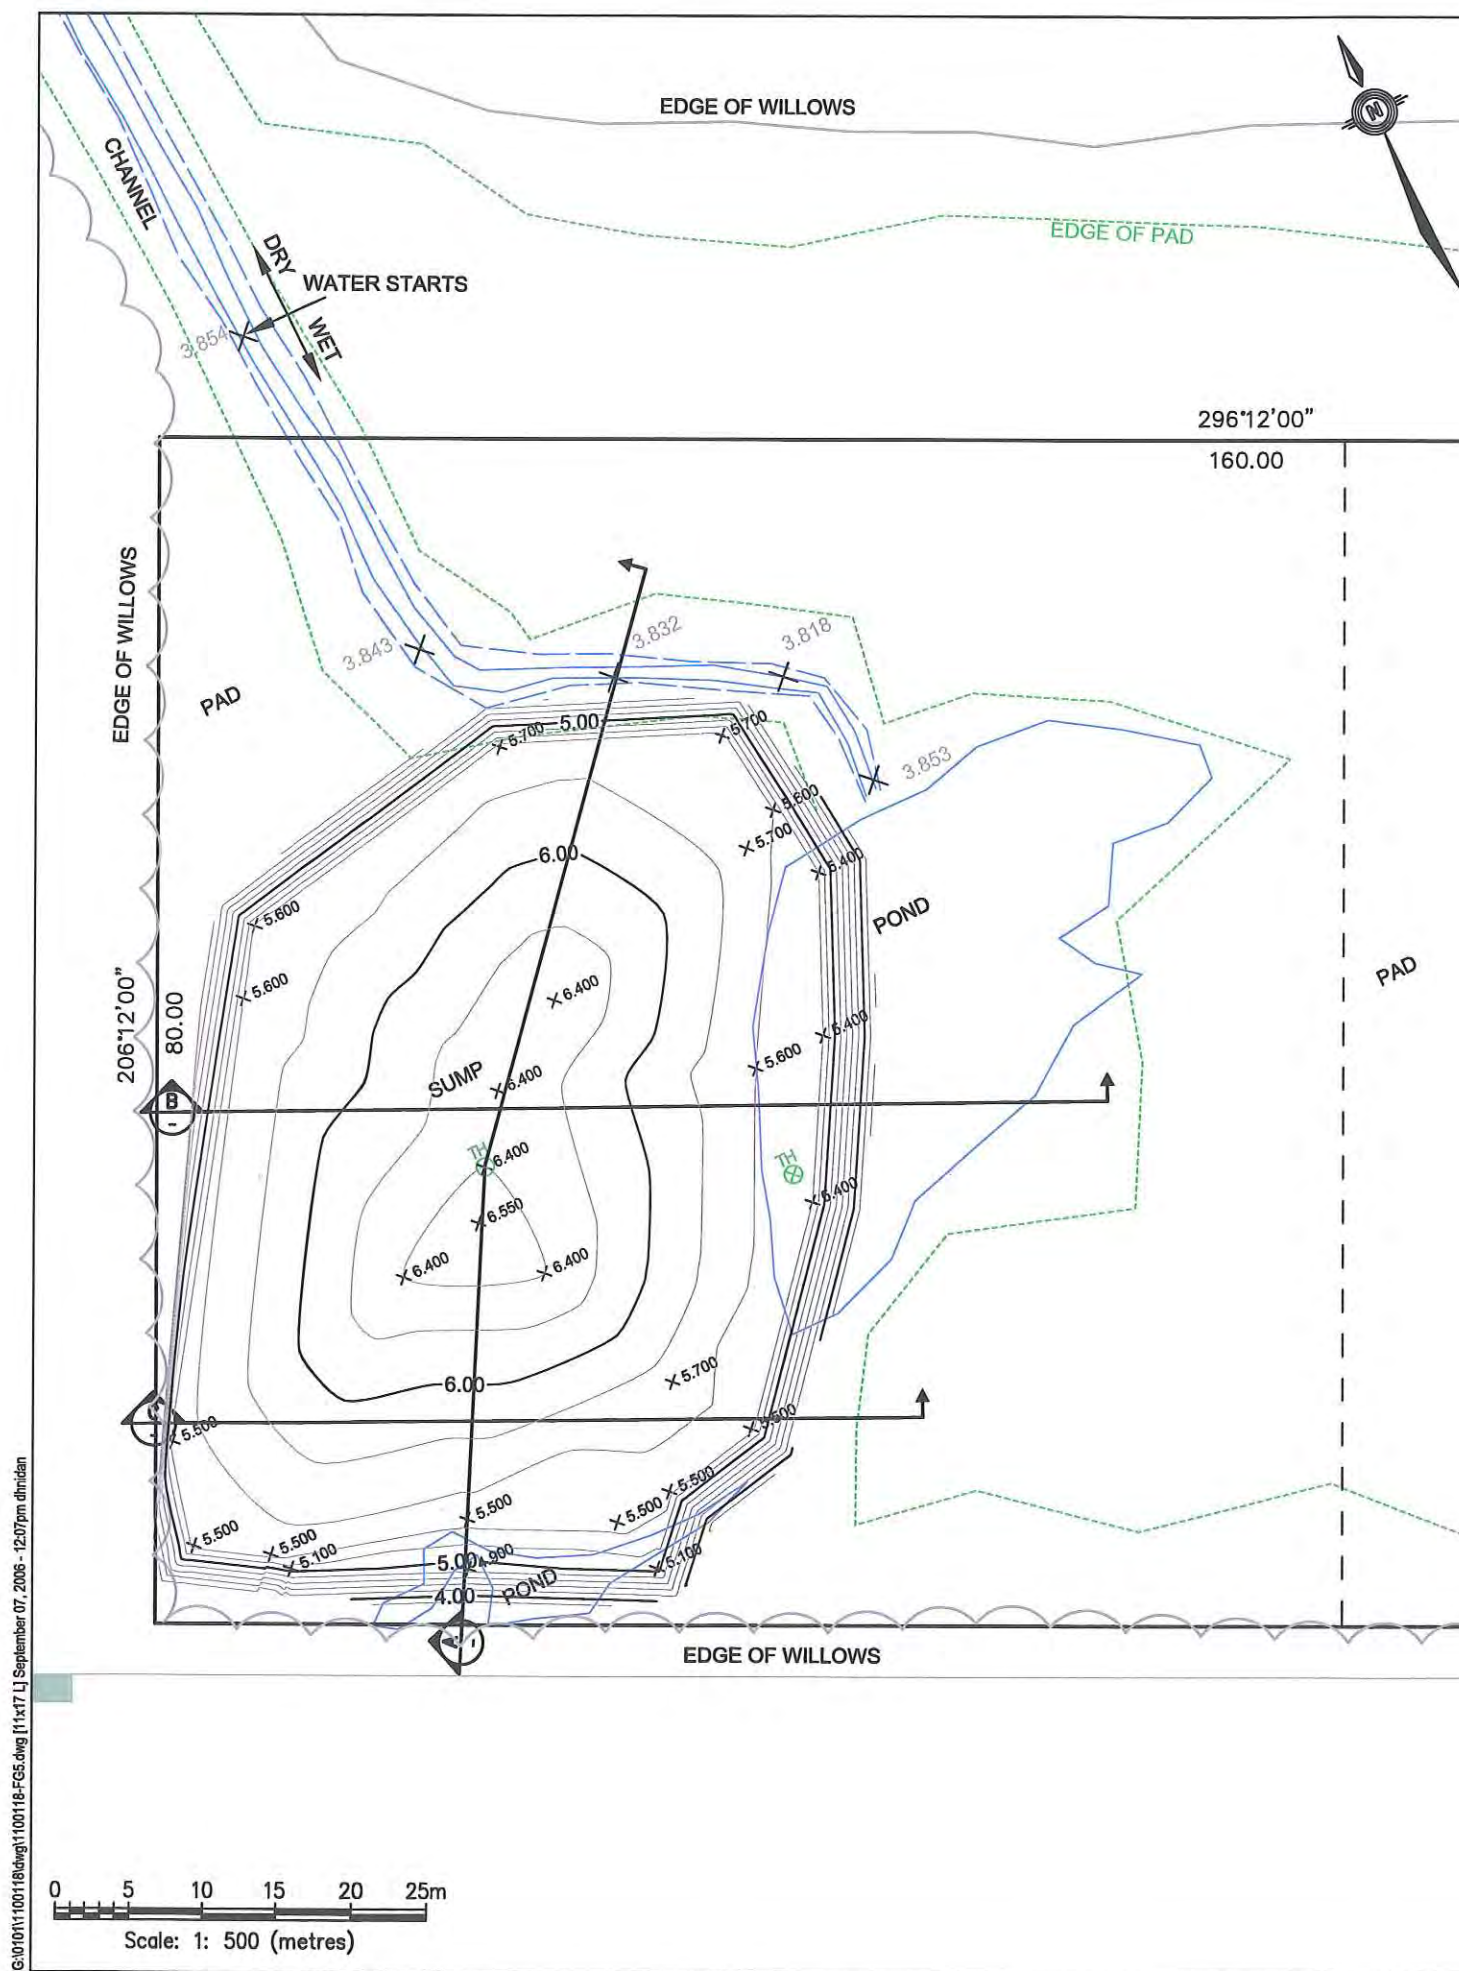 EDGE OF WILLOWS
EDGE OF PAD
N
CHANNEL
DRY
WATER STARTS
WET
3.854
296°12'00"
160.00
EDGE OF WILLOWS
3.843
3.832
3.818
PAD
5.00
5.700
5.700
3.853
5.600
5.700
5.400
6.00
POND
5.600
PAD
5.600
6.400
206°12'00"
80.00
5.400
5.600
SUMP
6.400
B
-
TH
6.400
TH
5.400
6.550
6.400
6.400
5.700
6.00
5.500
5.500
5.500
5.500
5.500
5.500
5.500
5.100
5.00
4.900
5.100
4.00
POND
A
-
EDGE OF WILLOWS
0 5 10 15 20 25m
Scale: 1: 500 (metres)
G:\0101\1100118\dwg\1100118-FG5.dwg [11x17 L] September 07, 2006 - 12:07pm dhnidan